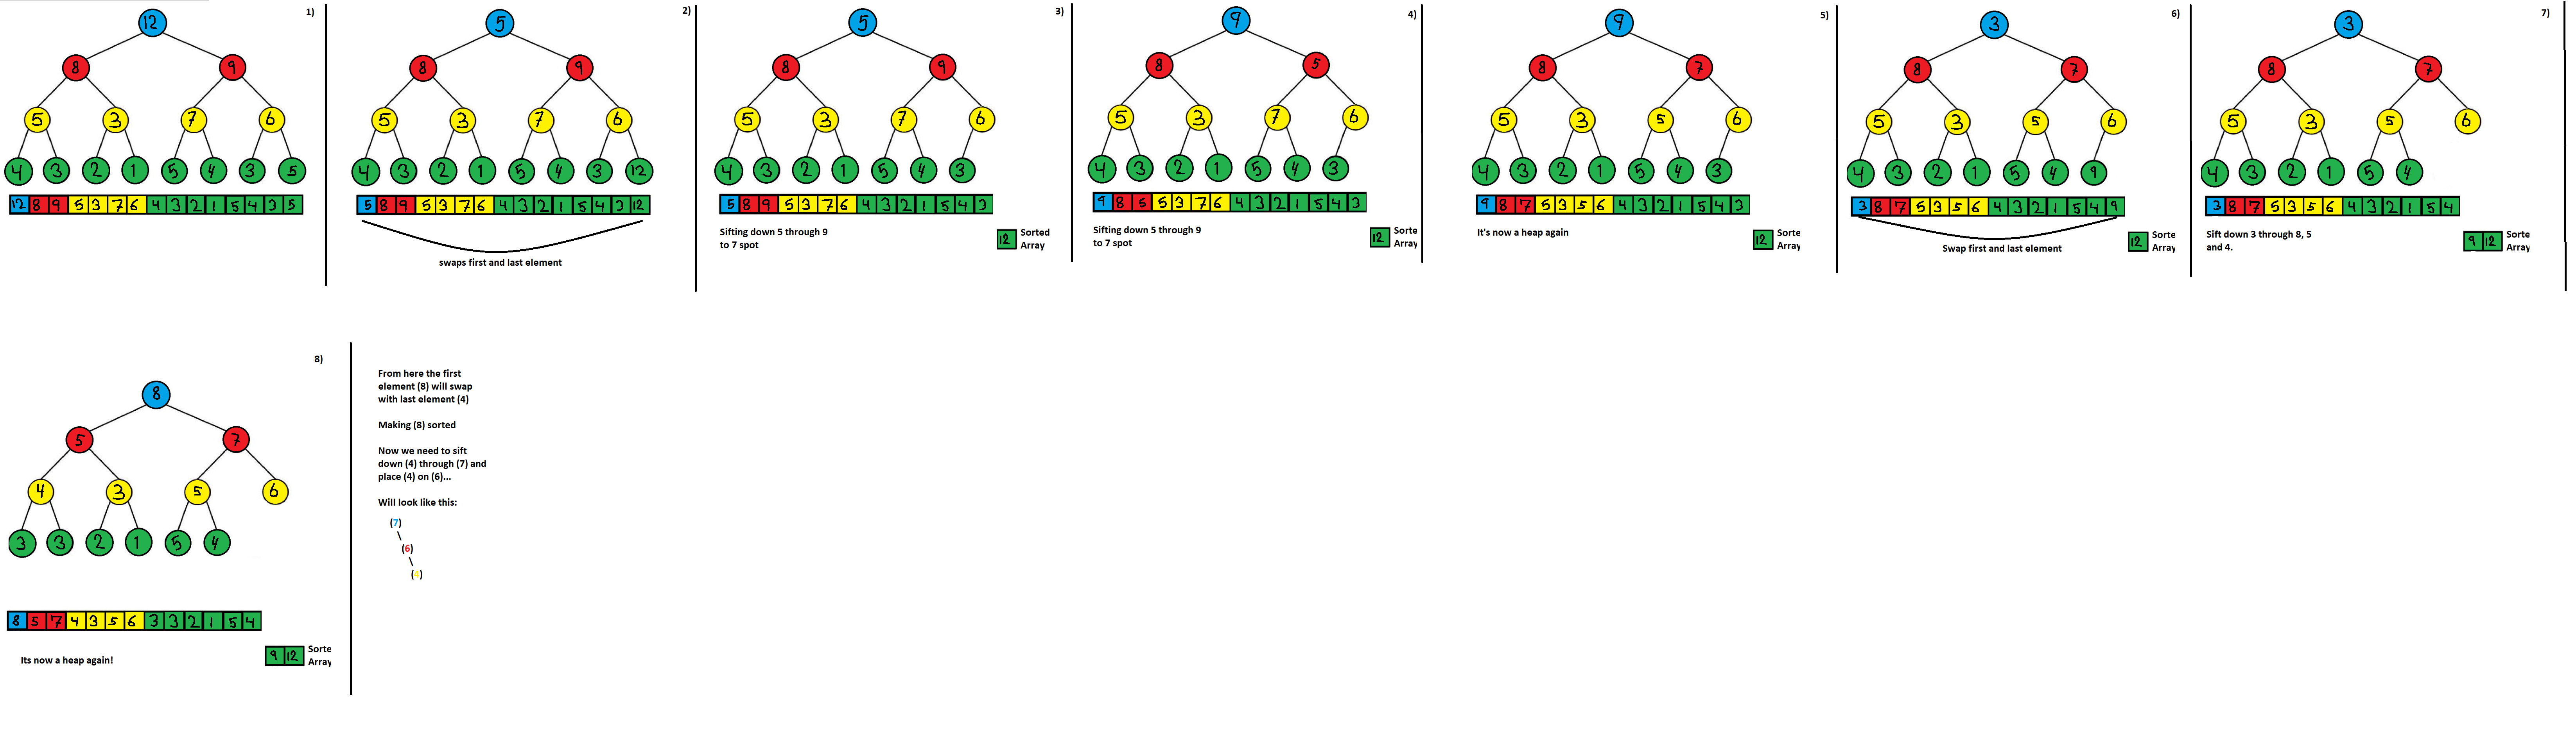 1)
12
8 9
5 3 7 6
4 3 2 1 5 4 3 5
12 8 9 5 3 7 6 4 3 2 1 5 4 3 5
2)
5
8 9
5 3 7 6
4 3 2 1 5 4 3 12
5 8 9 5 3 7 6 4 3 2 1 5 4 3 12
swaps first and last element
3)
5
8 9
5 3 7 6
4 3 2 1 5 4 3
5 8 9 5 3 7 6 4 3 2 1 5 4 3
Sifting down 5 through 9
to 7 spot
12 Sorted
Array
4)
9
8 5
5 3 7 6
4 3 2 1 5 4 3
9 8 5 5 3 7 6 4 3 2 1 5 4 3
Sifting down 5 through 9
to 7 spot
12 Sorte
Array
5)
9
8 7
5 3 5 6
4 3 2 1 5 4 3
9 8 7 5 3 5 6 4 3 2 1 5 4 3
It's now a heap again
12 Sorte
Array
6)
3
8 7
5 3 5 6
4 3 2 1 5 4 9
3 8 7 5 3 5 6 4 3 2 1 5 4 9
Swap first and last element
12 Sorte
Array
7)
3
8 7
5 3 5 6
4 3 2 1 5 4
3 8 7 5 3 5 6 4 3 2 1 5 4
Sift down 3 through 8, 5
and 4.
9 12 Sorte
Array
8)
8
5 7
4 3 5 6
3 3 2 1 5 4
8 5 7 4 3 5 6 3 3 2 1 5 4
Its now a heap again!
9 12 Sorte
Array
From here the first
element (8) will swap
with last element (4)
Making (8) sorted
Now we need to sift
down (4) through (7) and
place (4) on (6)...
Will look like this:
(7)
(6)
(4)